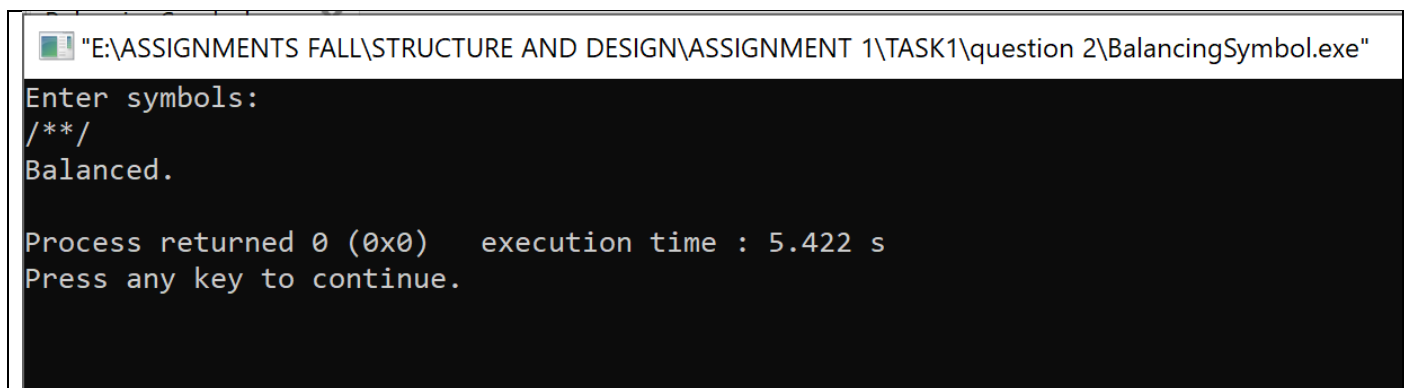 "E:\ASSIGNMENTS FALL\STRUCTURE AND DESIGN\ASSIGNMENT 1\TASK1\question 2\BalancingSymbol.exe"
Enter symbols:
/**/
Balanced.
Process returned 0 (0x0)   execution time : 5.422 s
Press any key to continue.